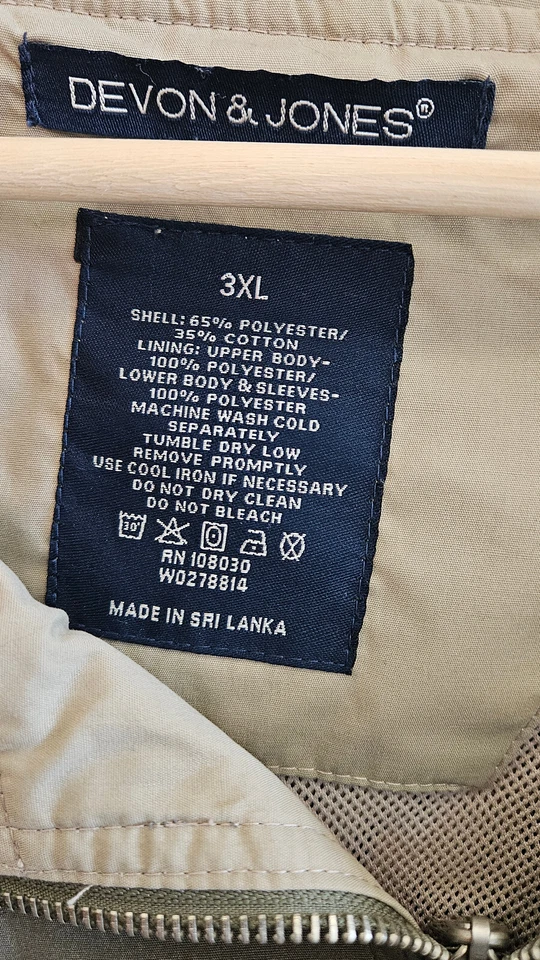 DEVON & JONES®
3XL
SHELL: 65% POLYESTER/
35% COTTON
LINING: UPPER BODY-
100% POLYESTER/
LOWER BODY & SLEEVES-
100% POLYESTER
MACHINE WASH COLD
SEPARATELY
TUMBLE DRY LOW
REMOVE PROMPTLY
USE COOL IRON IF NECESSARY
DO NOT DRY CLEAN
DO NOT BLEACH
30°
RN 108030
W0278814
MADE IN SRI LANKA